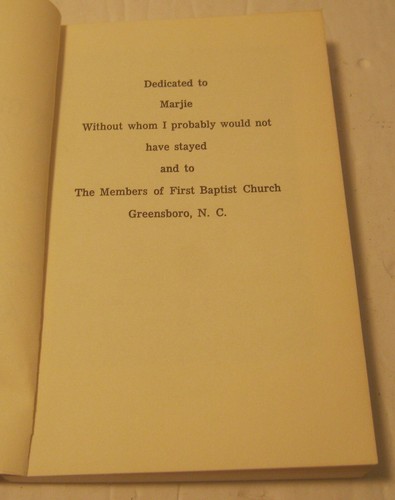 Dedicated to
Marjie
Without whom I probably would not
have stayed
and to
The Members of First Baptist Church
Greensboro, N. C.